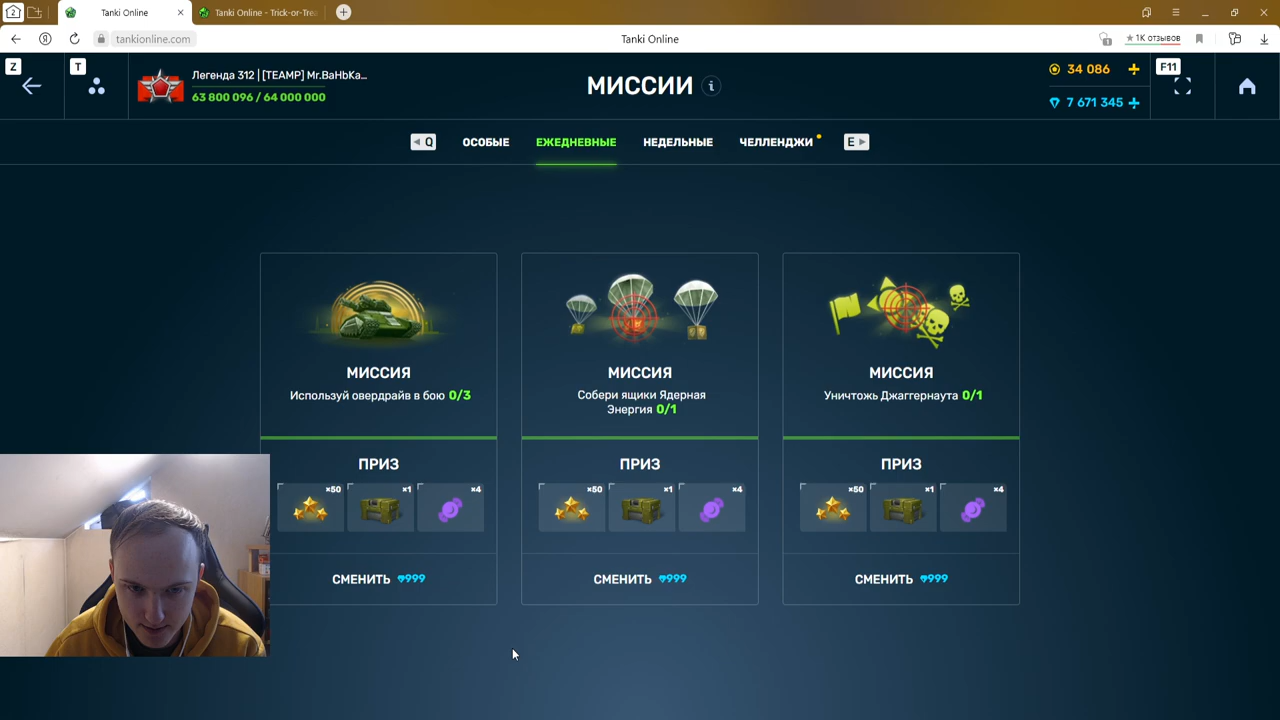 2
Tanki Online
Tanki Online - Trick-or-Trea
tankionline.com
Tanki Online
1K отзывов
Z
T
Легенда 312 | [TEAMP] Mr.BaHbKa...
63 800 096 / 64 000 000
МИССИИ
i
34 086
7 671 345
F11
Q
ОСОБЫЕ
ЕЖЕДНЕВНЫЕ
НЕДЕЛЬНЫЕ
ЧЕЛЛЕНДЖИ
E
МИССИЯ
Используй овердрайв в бою 0/3
ПРИЗ
×50
×1
×4
СМЕНИТЬ 999
МИССИЯ
Собери ящики Ядерная
Энергия 0/1
ПРИЗ
×50
×1
×4
СМЕНИТЬ 999
МИССИЯ
Уничтожь Джаггернаута 0/1
ПРИЗ
×50
×1
×4
СМЕНИТЬ 999